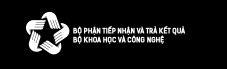 BỘ PHẬN TIẾP NHẬN VÀ TRẢ KẾT QUẢ
BỘ KHOA HỌC VÀ CÔNG NGHỆ